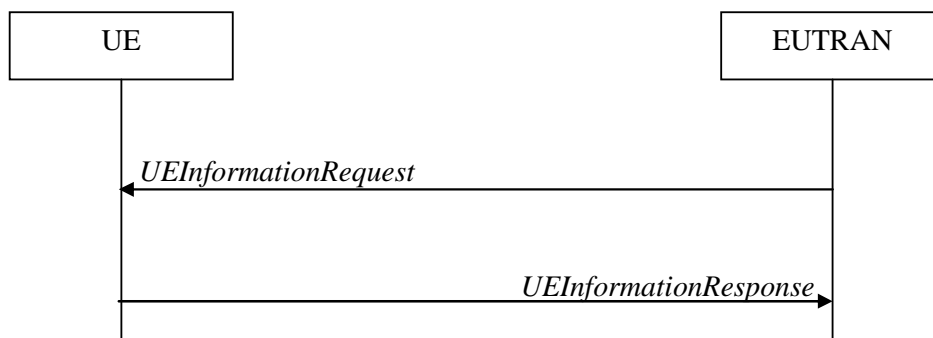 UE
EUTRAN
UEInformationRequest
UEInformationResponse